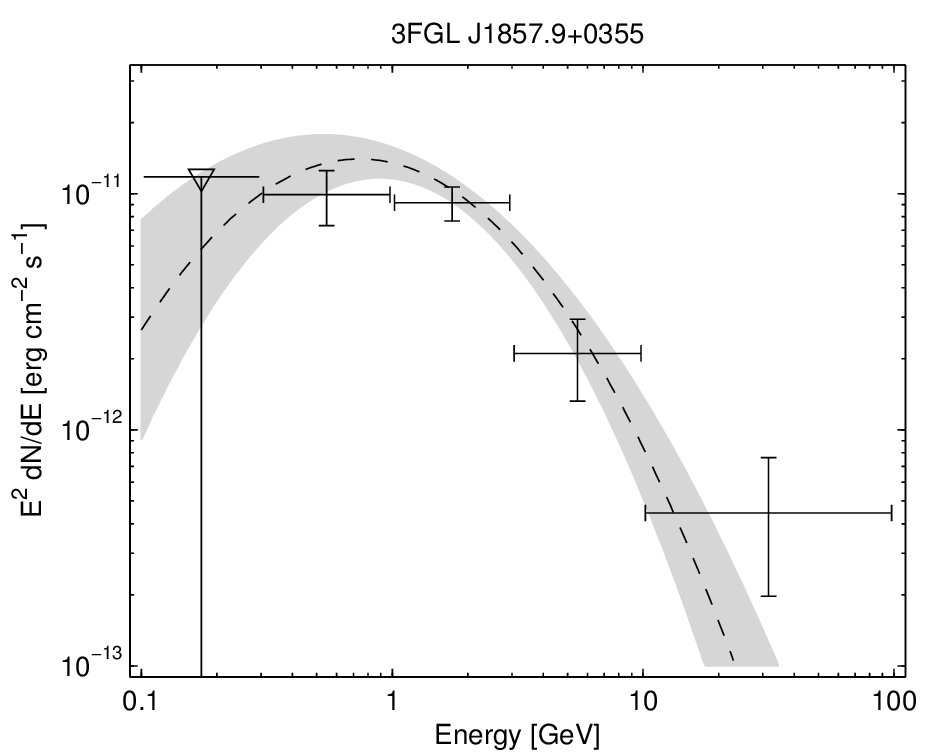 3FGL J1857.9+0355
E² dN/dE [erg cm⁻² s⁻¹]
10⁻¹¹
10⁻¹²
10⁻¹³
0.1 1 10 100
Energy [GeV]